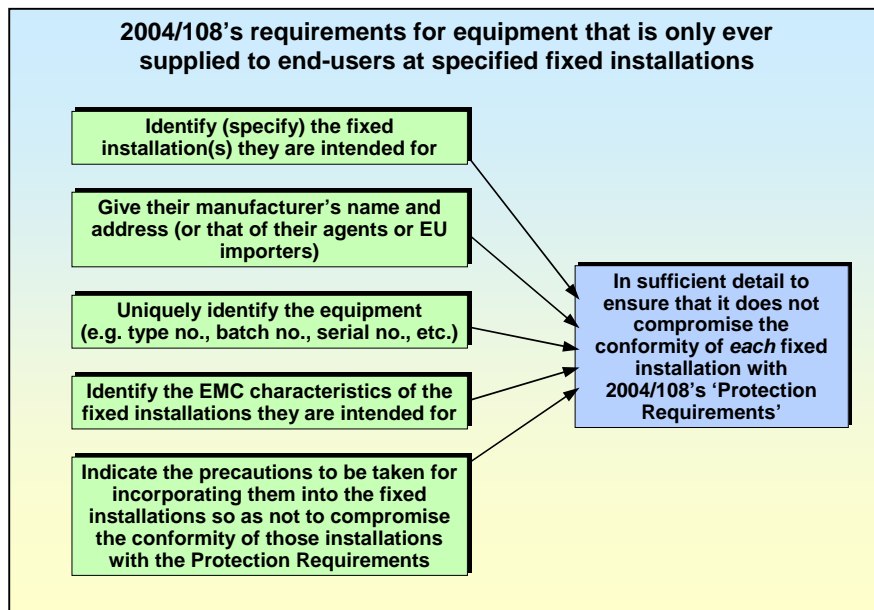 2004/108's requirements for equipment that is only ever
supplied to end-users at specified fixed installations
Identify (specify) the fixed
installation(s) they are intended for
Give their manufacturer's name and
address (or that of their agents or EU
importers)
Uniquely identify the equipment
(e.g. type no., batch no., serial no., etc.)
Identify the EMC characteristics of the
fixed installations they are intended for
Indicate the precautions to be taken for
incorporating them into the fixed
installations so as not to compromise
the conformity of those installations
with the Protection Requirements
In sufficient detail to
ensure that it does not
compromise the
conformity of each fixed
installation with
2004/108's ‘Protection
Requirements’